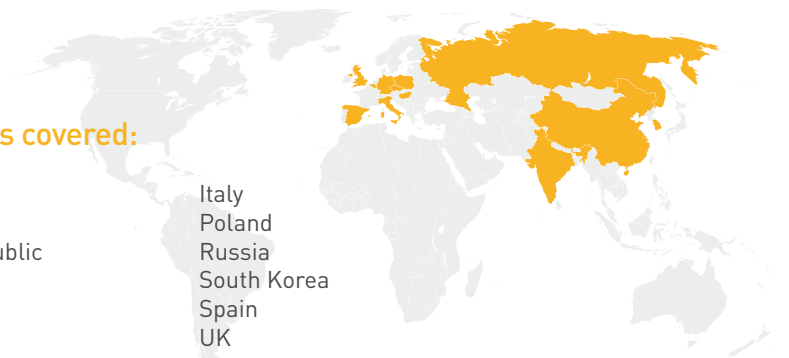 s covered:
ublic
Italy
Poland
Russia
South Korea
Spain
UK